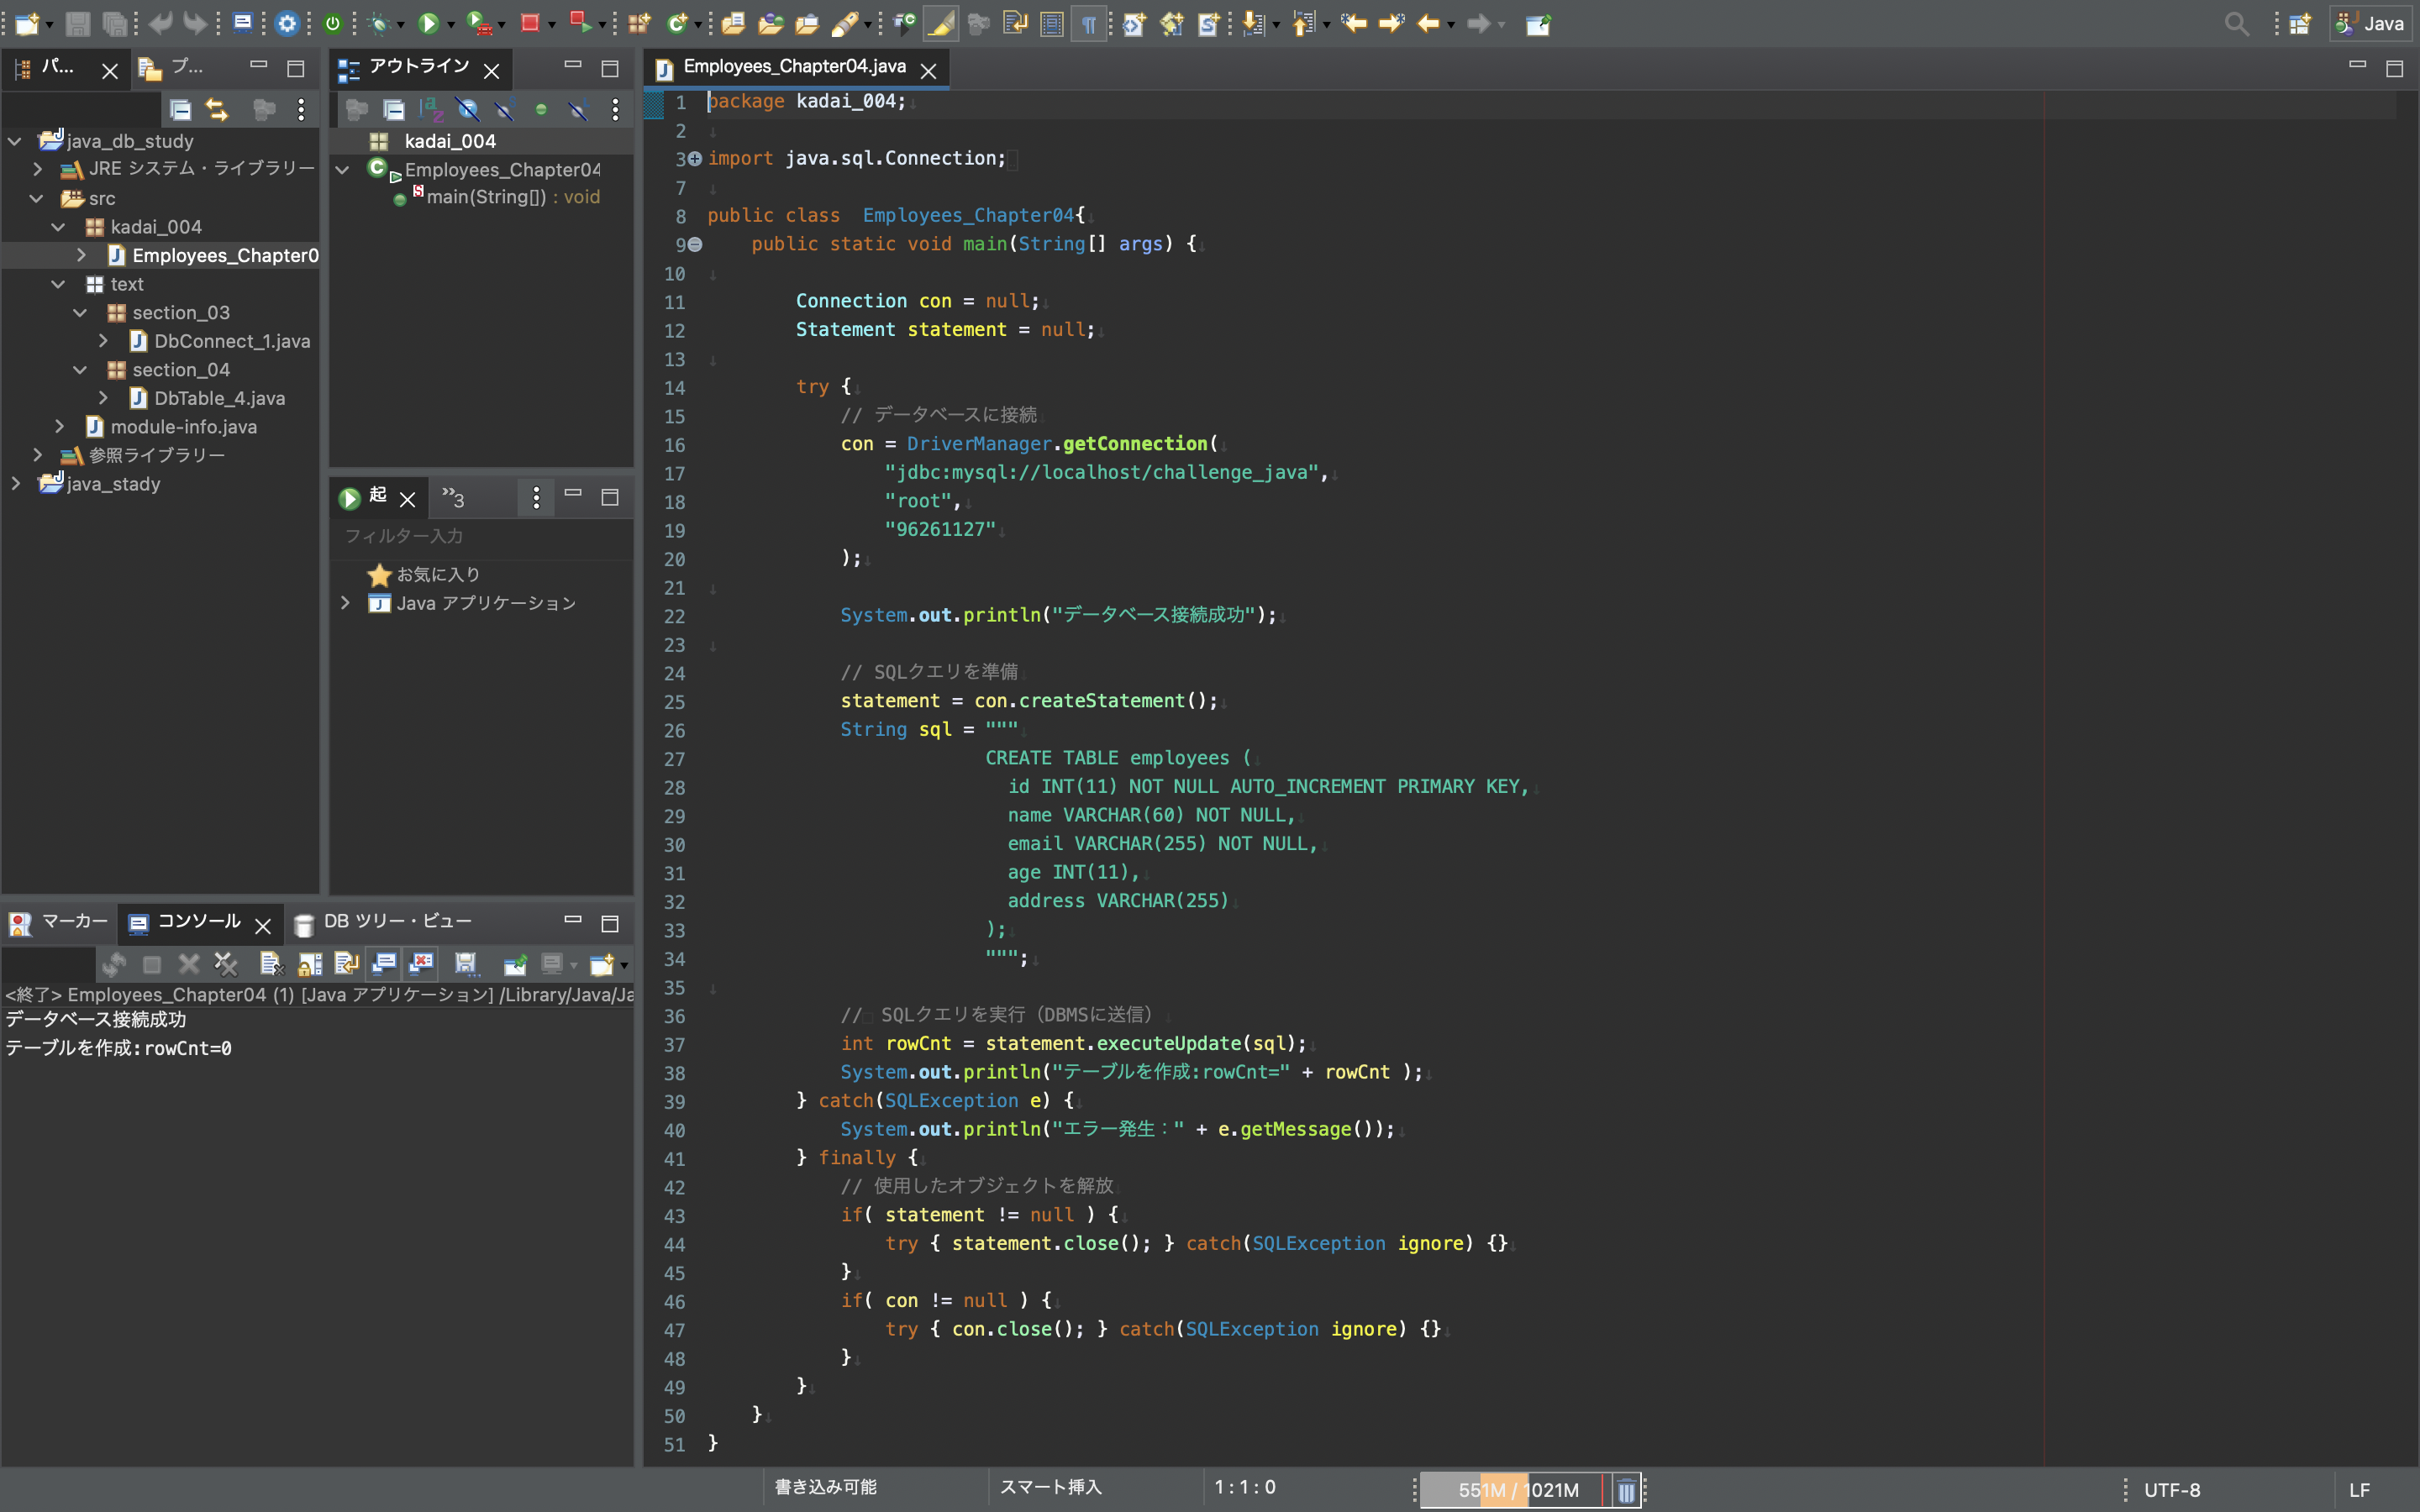 Java
パ...
プ...
java_db_study
JRE システム・ライブラリー
src
kadai_004
Employees_Chapter0
text
section_03
DbConnect_1.java
section_04
DbTable_4.java
module-info.java
参照ライブラリー
java_stady
アウトライン
kadai_004
Employees_Chapter04
main(String[]) : void
起
»3
フィルター入力
お気に入り
Java アプリケーション
マーカー
コンソール
DB ツリー・ビュー
<終了> Employees_Chapter04 (1) [Java アプリケーション] /Library/Java/Ja
データベース接続成功
テーブルを作成:rowCnt=0
Employees_Chapter04.java
1 package kadai_004;
2
3 import java.sql.Connection;
7
8 public class  Employees_Chapter04{
9     public static void main(String[] args) {
10
11         Connection con = null;
12         Statement statement = null;
13
14         try {
15             // データベースに接続
16             con = DriverManager.getConnection(
17                 "jdbc:mysql://localhost/challenge_java",
18                 "root",
19                 "96261127"
20             );
21
22             System.out.println("データベース接続成功");
23
24             // SQLクエリを準備
25             statement = con.createStatement();
26             String sql = """
27                          CREATE TABLE employees (
28                            id INT(11) NOT NULL AUTO_INCREMENT PRIMARY KEY,
29                            name VARCHAR(60) NOT NULL,
30                            email VARCHAR(255) NOT NULL,
31                            age INT(11),
32                            address VARCHAR(255)
33                          );
34                          """;
35
36             //　SQLクエリを実行（DBMSに送信）
37             int rowCnt = statement.executeUpdate(sql);
38             System.out.println("テーブルを作成:rowCnt=" + rowCnt );
39         } catch(SQLException e) {
40             System.out.println("エラー発生：" + e.getMessage());
41         } finally {
42             // 使用したオブジェクトを解放
43             if( statement != null ) {
44                 try { statement.close(); } catch(SQLException ignore) {}
45             }
46             if( con != null ) {
47                 try { con.close(); } catch(SQLException ignore) {}
48             }
49         }
50     }
51 }
書き込み可能
スマート挿入
1 : 1 : 0
551M / 1021M
UTF-8
LF